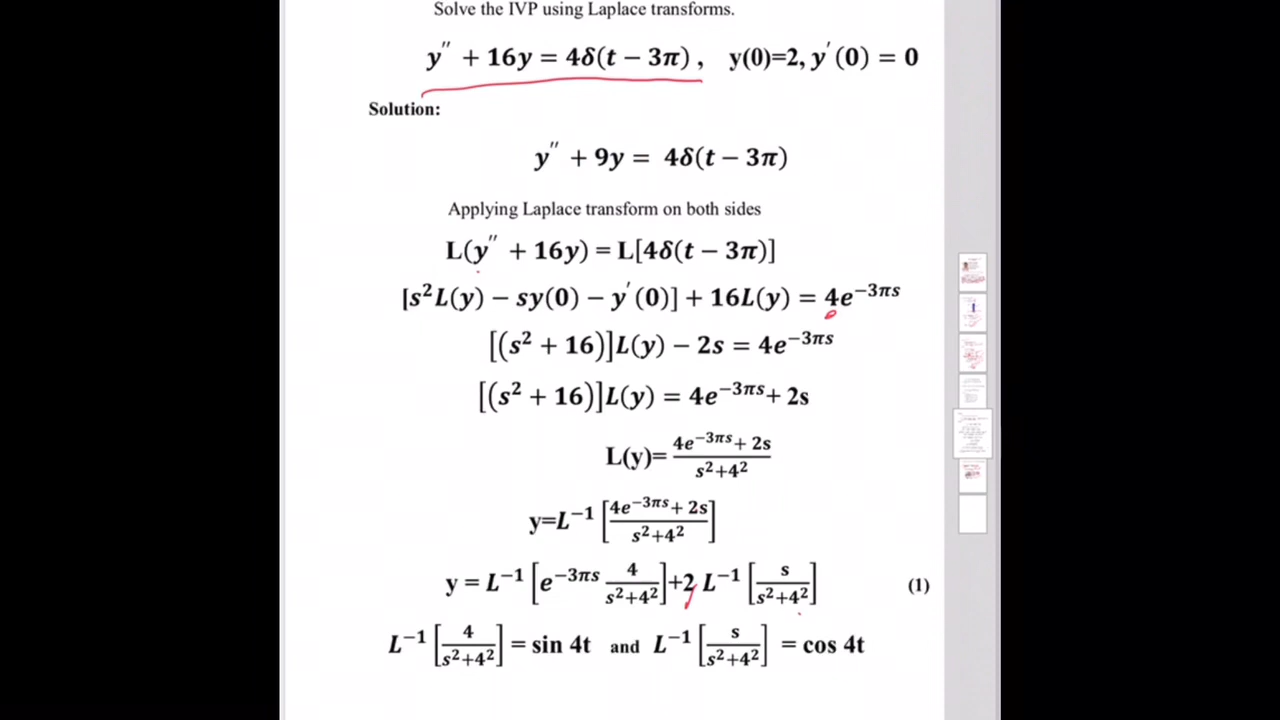 Solve the IVP using Laplace transforms.
y'' + 16y = 4δ(t − 3π) , y(0)=2, y'(0) = 0
Solution:
y'' + 9y = 4δ(t − 3π)
Applying Laplace transform on both sides
L(y'' + 16y) = L[4δ(t − 3π)]
[s²L(y) − sy(0) − y'(0)] + 16L(y) = 4e^{−3πs}
[(s² + 16)]L(y) − 2s = 4e^{−3πs}
[(s² + 16)]L(y) = 4e^{−3πs}+ 2s
L(y)= (4e^{−3πs}+ 2s)/(s²+4²)
y=L⁻¹ [(4e^{−3πs}+ 2s)/(s²+4²)]
y = L⁻¹ [e^{−3πs} 4/(s²+4²)]+2 L⁻¹ [s/(s²+4²)] (1)
L⁻¹ [4/(s²+4²)] = sin 4t and L⁻¹ [s/(s²+4²)] = cos 4t